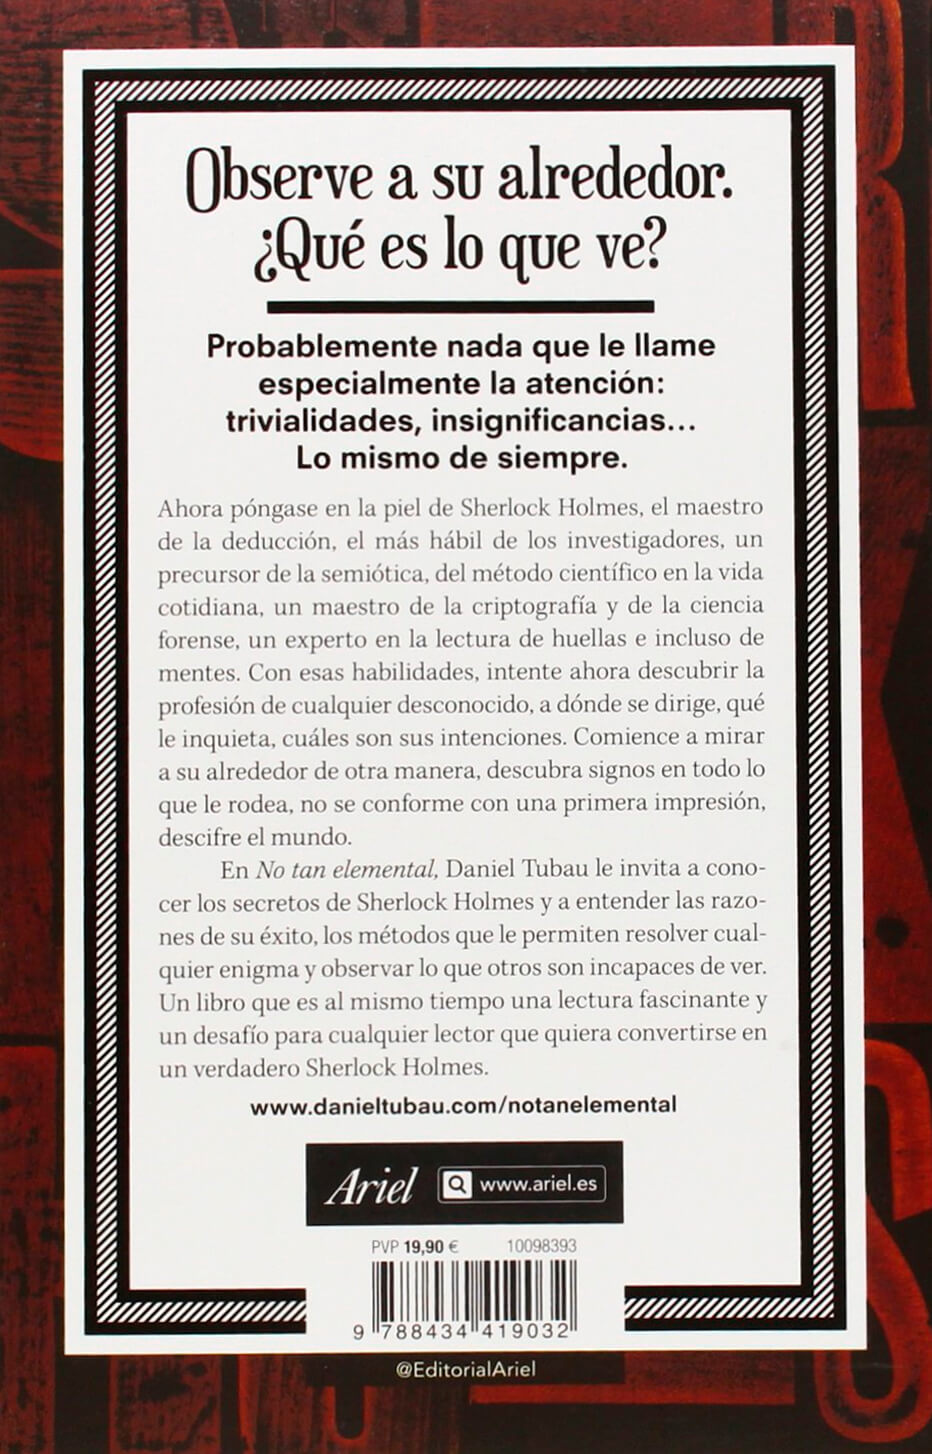 Observe a su alrededor.
¿Qué es lo que ve?
Probablemente nada que le llame
especialmente la atención:
trivialidades, insignificancias...
Lo mismo de siempre.
Ahora póngase en la piel de Sherlock Holmes, el maestro
de la deducción, el más hábil de los investigadores, un
precursor de la semiótica, del método científico en la vida
cotidiana, un maestro de la criptografía y de la ciencia
forense, un experto en la lectura de huellas e incluso de
mentes. Con esas habilidades, intente ahora descubrir la
profesión de cualquier desconocido, a dónde se dirige, qué
le inquieta, cuáles son sus intenciones. Comience a mirar
a su alrededor de otra manera, descubra signos en todo lo
que le rodea, no se conforme con una primera impresión,
descifre el mundo.
En No tan elemental, Daniel Tubau le invita a cono-
cer los secretos de Sherlock Holmes y a entender las razo-
nes de su éxito, los métodos que le permiten resolver cual-
quier enigma y observar lo que otros son incapaces de ver.
Un libro que es al mismo tiempo una lectura fascinante y
un desafío para cualquier lector que quiera convertirse en
un verdadero Sherlock Holmes.
www.danieltubau.com/notanelemental
Ariel www.ariel.es
PVP 19,90 € 10098393
9 788434 419032
@EditorialAriel